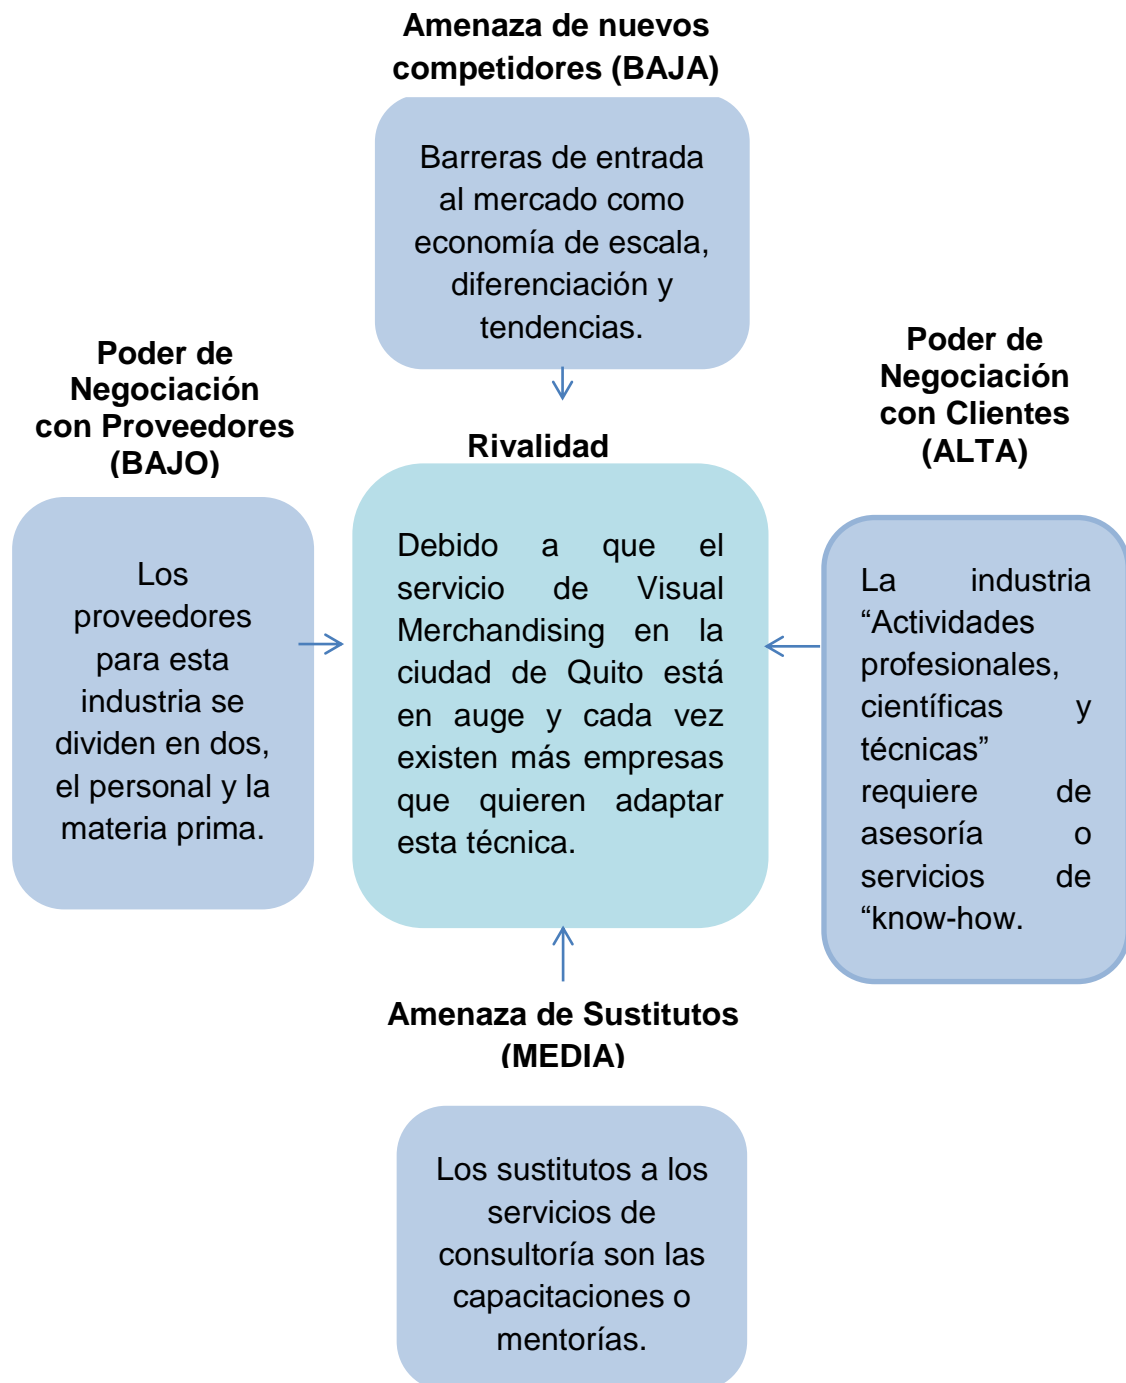 Amenaza de nuevos
competidores (BAJA)
Barreras de entrada
al mercado como
economía de escala,
diferenciación y
tendencias.
Poder de
Negociación
con Proveedores
(BAJO)
Los
proveedores
para esta
industria se
dividen en dos,
el personal y la
materia prima.
Rivalidad
Debido a que el
servicio de Visual
Merchandising en la
ciudad de Quito está
en auge y cada vez
existen más empresas
que quieren adaptar
esta técnica.
Poder de
Negociación
con Clientes
(ALTA)
La industria
“Actividades
profesionales,
científicas y
técnicas”
requiere de
asesoría o
servicios de
“know-how.
Amenaza de Sustitutos
(MEDIA)
Los sustitutos a los
servicios de
consultoría son las
capacitaciones o
mentorías.